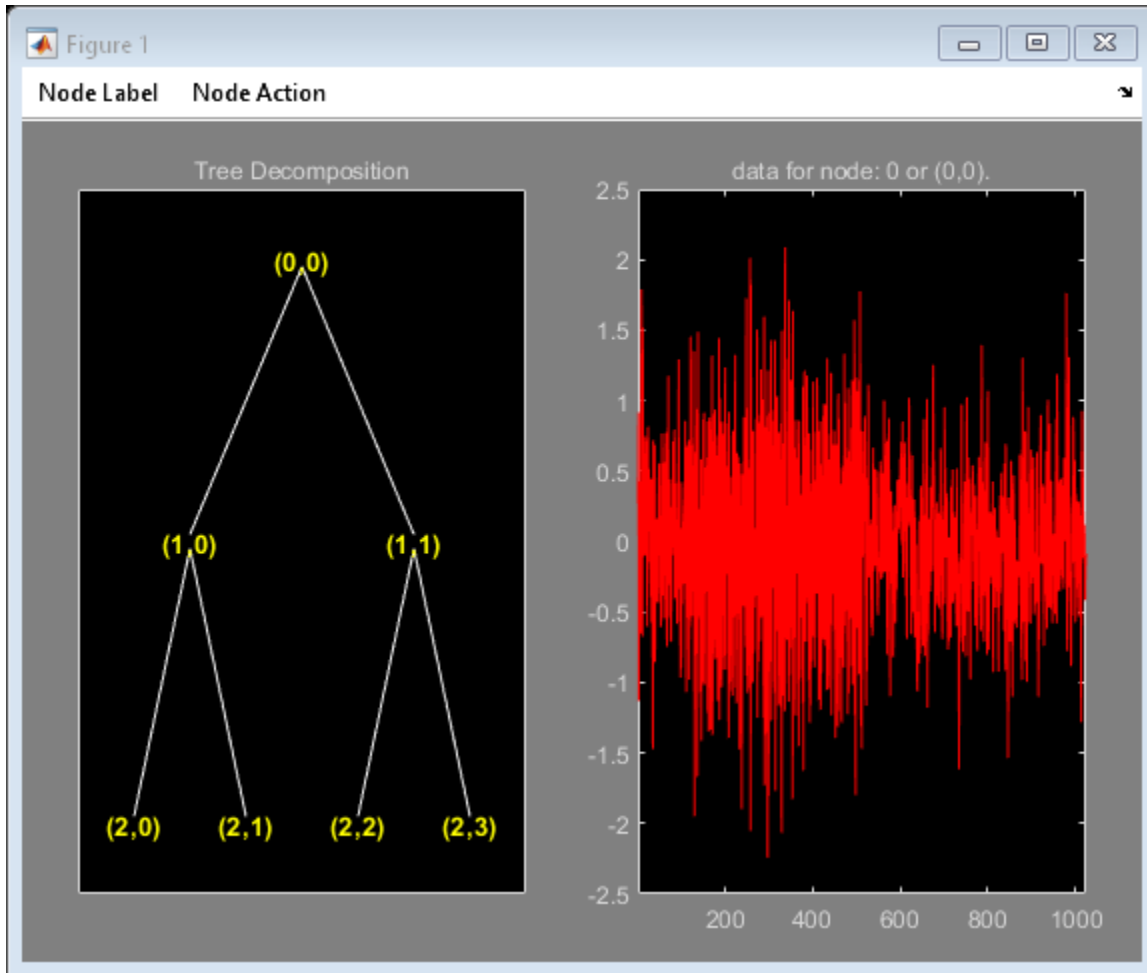 Figure 1
Node Label Node Action
Tree Decomposition
(0,0)
(1,0) (1,1)
(2,0) (2,1) (2,2) (2,3)
data for node: 0 or (0,0).
2.5
2
1.5
1
0.5
0
-0.5
-1
-1.5
-2
-2.5
200 400 600 800 1000